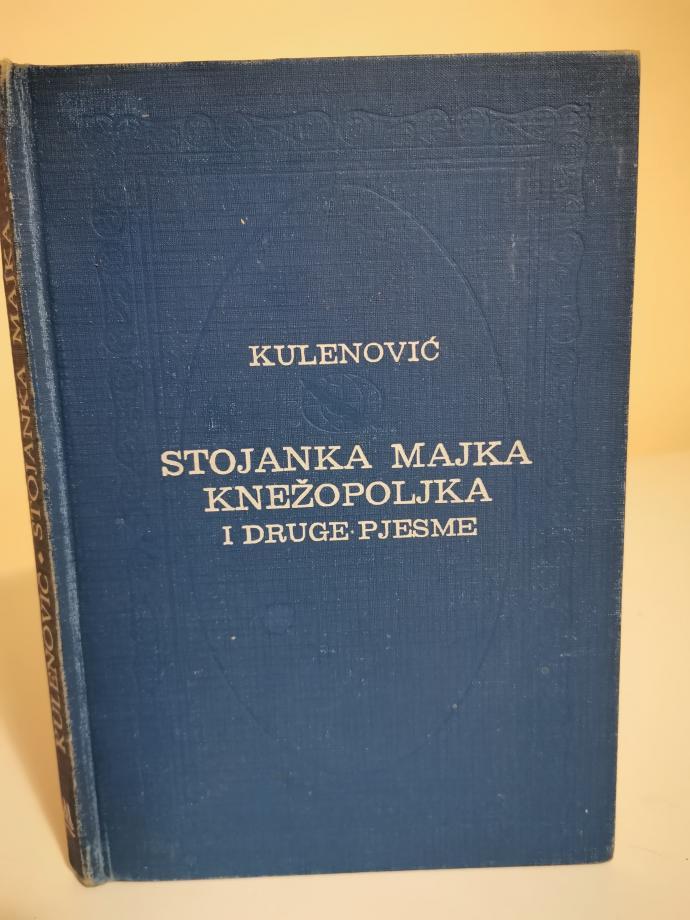 KULENOVIĆ
STOJANKA MAJKA
KNEŽOPOLJKA
I DRUGE PJESME
KULENOVIĆ • STOJANKA MAJKA...